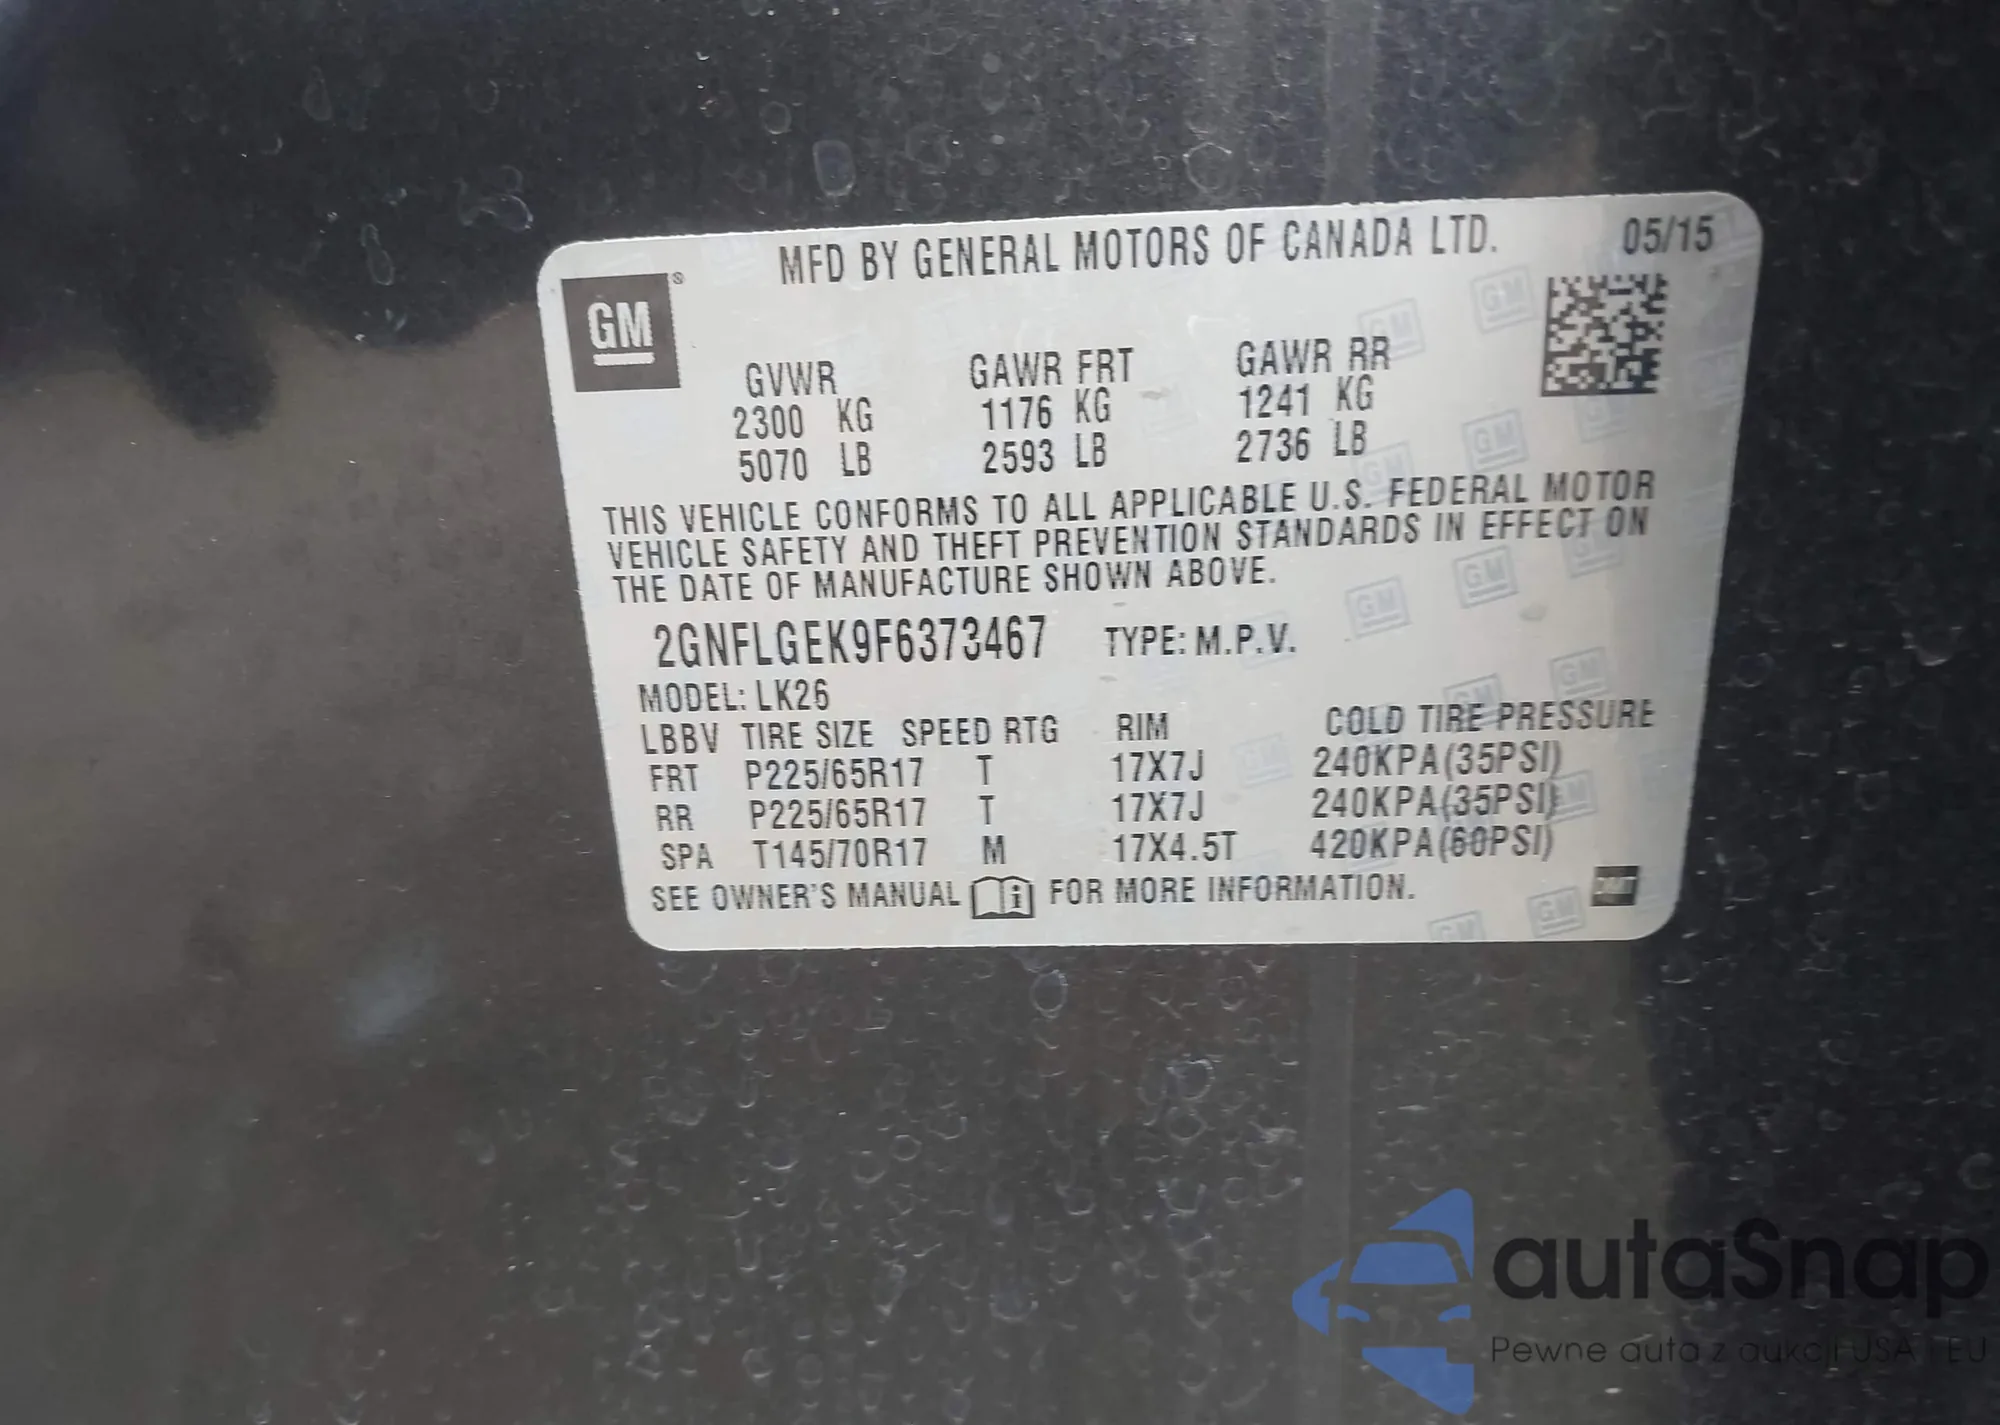 MFD BY GENERAL MOTORS OF CANADA LTD. 05/15
GM ®
GVWR GAWR FRT GAWR RR
2300 KG 1176 KG 1241 KG
5070 LB 2593 LB 2736 LB
THIS VEHICLE CONFORMS TO ALL APPLICABLE U.S. FEDERAL MOTOR
VEHICLE SAFETY AND THEFT PREVENTION STANDARDS IN EFFECT ON
THE DATE OF MANUFACTURE SHOWN ABOVE.
2GNFLGEK9F6373467 TYPE: M.P.V.
MODEL: LK26
LBBV TIRE SIZE SPEED RTG RIM COLD TIRE PRESSURE
FRT P225/65R17 T 17X7J 240KPA(35PSI)
RR P225/65R17 T 17X7J 240KPA(35PSI)
SPA T145/70R17 M 17X4.5T 420KPA(60PSI)
SEE OWNER'S MANUAL FOR MORE INFORMATION.
autaSnap
Pewne auta z aukcji USA i EU